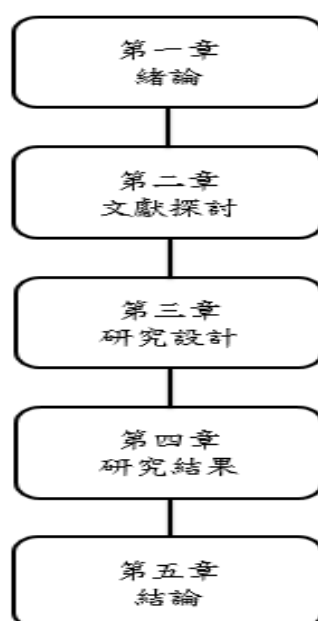 第一章
緒論
第二章
文獻探討
第三章
研究設計
第四章
研究結果
第五章
結論